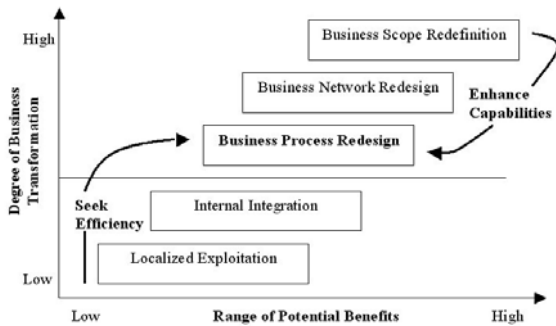 High
Business Scope Redefinition
Business Network Redesign
Enhance
Capabilities
Business Process Redesign
Degree of Business
Transformation
Seek
Efficiency
Internal Integration
Localized Exploitation
Low
Low
Range of Potential Benefits
High